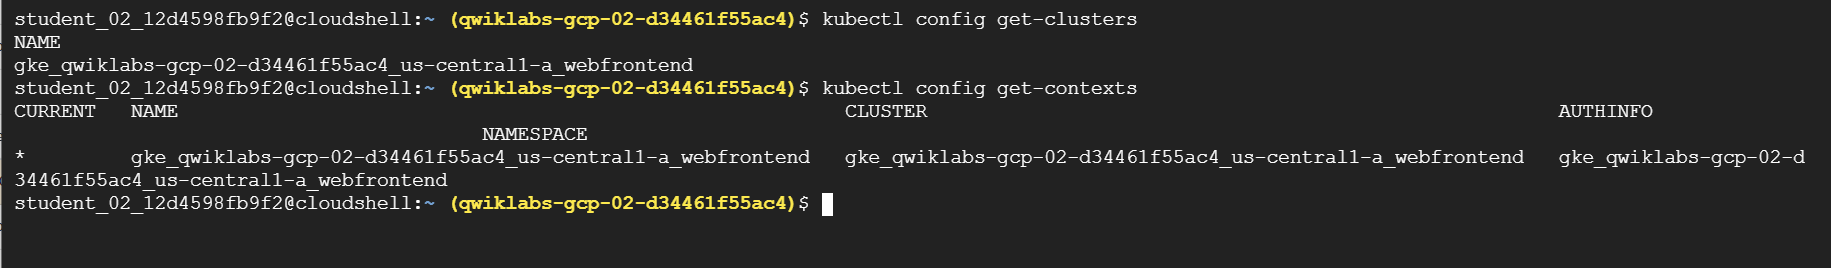 student_02_12d4598fb9f2@cloudshell:~ (qwiklabs-gcp-02-d34461f55ac4)$ kubectl config get-clusters
NAME
gke_qwiklabs-gcp-02-d34461f55ac4_us-central1-a_webfrontend
student_02_12d4598fb9f2@cloudshell:~ (qwiklabs-gcp-02-d34461f55ac4)$ kubectl config get-contexts
CURRENT   NAME                                                         CLUSTER                                                      AUTHINFO
                                        NAMESPACE
*         gke_qwiklabs-gcp-02-d34461f55ac4_us-central1-a_webfrontend   gke_qwiklabs-gcp-02-d34461f55ac4_us-central1-a_webfrontend   gke_qwiklabs-gcp-02-d
34461f55ac4_us-central1-a_webfrontend
student_02_12d4598fb9f2@cloudshell:~ (qwiklabs-gcp-02-d34461f55ac4)$